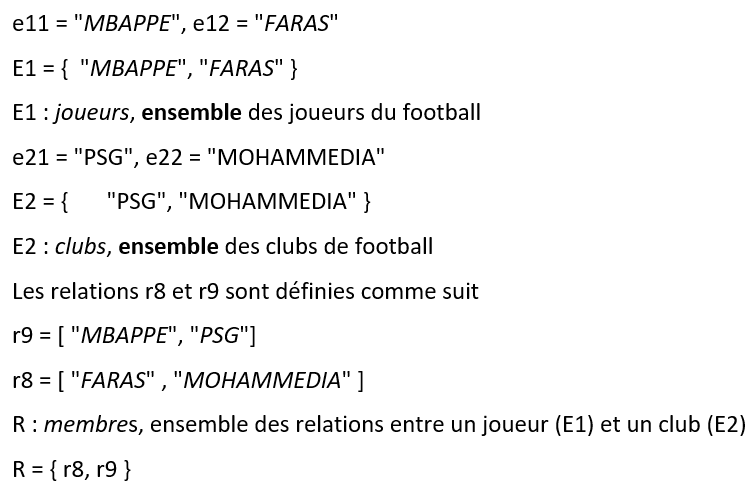 e11 = "MBAPPE", e12 = "FARAS"
E1 = { "MBAPPE", "FARAS" }
E1 : joueurs, ensemble des joueurs du football
e21 = "PSG", e22 = "MOHAMMEDIA"
E2 = { "PSG", "MOHAMMEDIA" }
E2 : clubs, ensemble des clubs de football
Les relations r8 et r9 sont définies comme suit
r9 = [ "MBAPPE", "PSG"]
r8 = [ "FARAS" , "MOHAMMEDIA" ]
R : membres, ensemble des relations entre un joueur (E1) et un club (E2)
R = { r8, r9 }